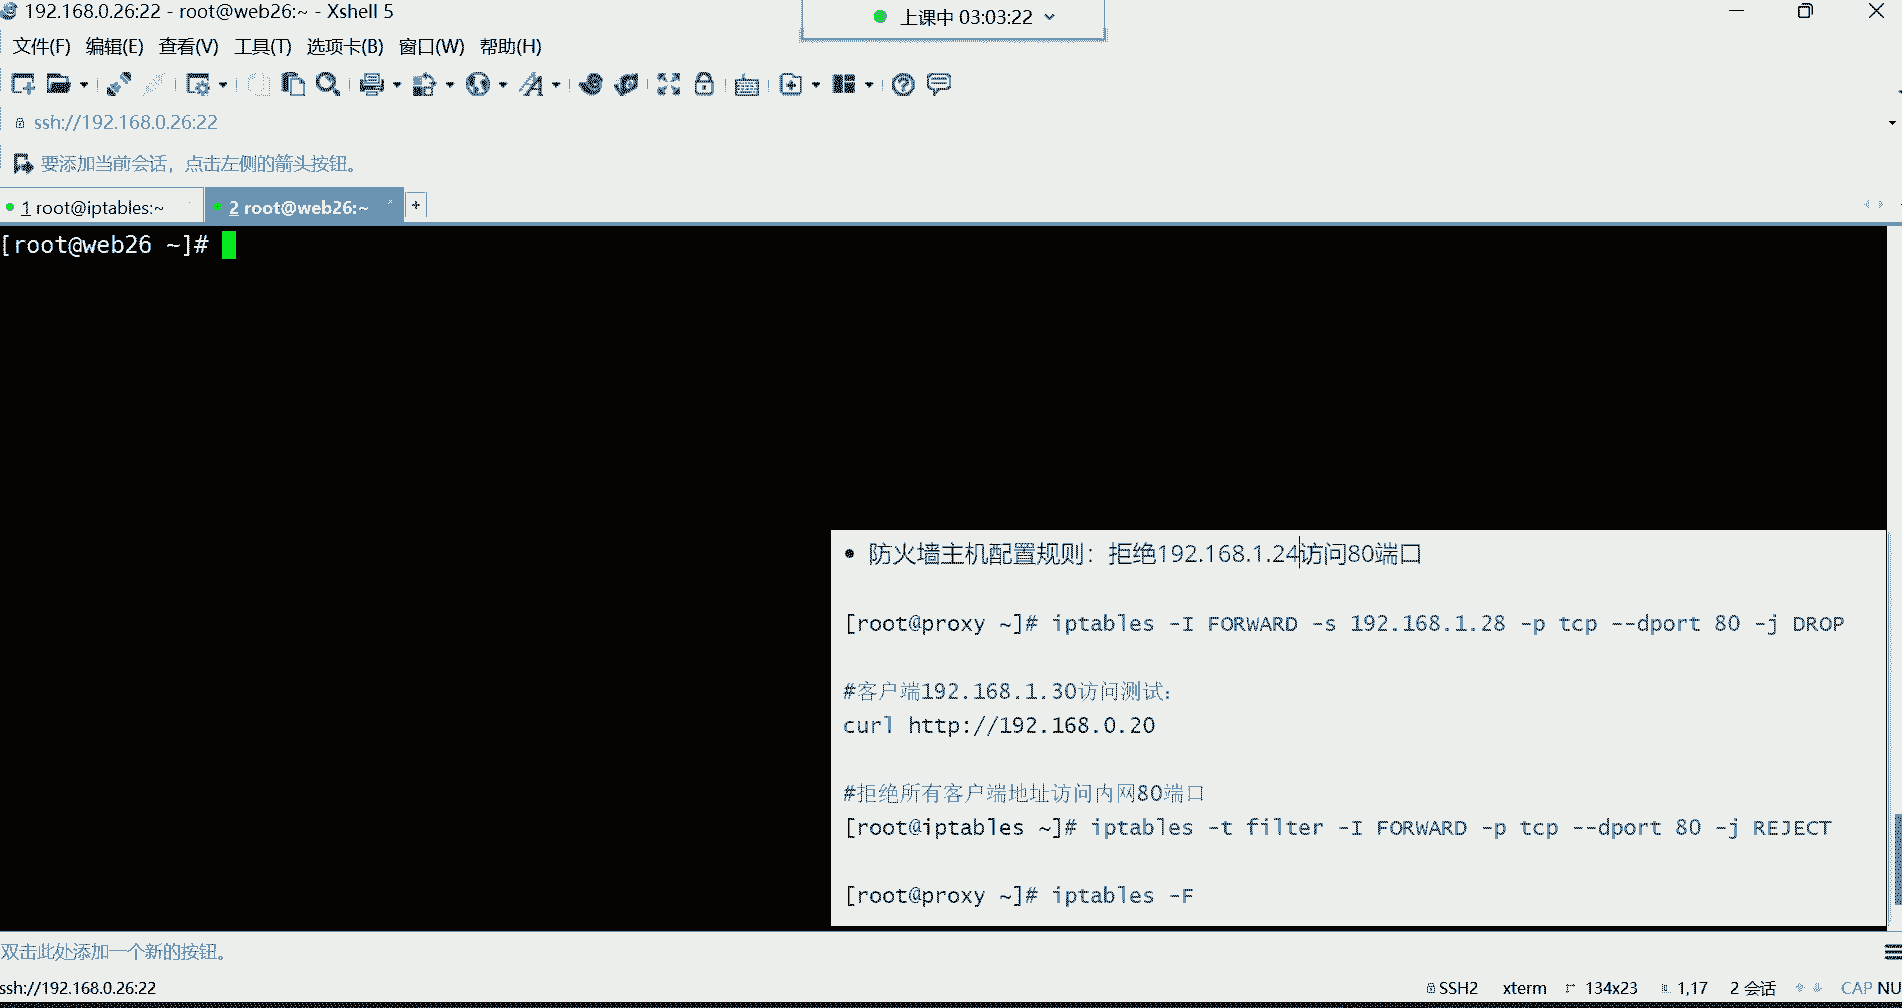 192.168.0.26:22 - root@web26:~ - Xshell 5
上课中 03:03:22
文件(F) 编辑(E) 查看(V) 工具(T) 选项卡(B) 窗口(W) 帮助(H)
ssh://192.168.0.26:22
要添加当前会话，点击左侧的箭头按钮。
1 root@iptables:~ 2 root@web26:~ +
[root@web26 ~]#
• 防火墙主机配置规则：拒绝192.168.1.24访问80端口
[root@proxy ~]# iptables -I FORWARD -s 192.168.1.28 -p tcp --dport 80 -j DROP
#客户端192.168.1.30访问测试：
curl http://192.168.0.20
#拒绝所有客户端地址访问内网80端口
[root@iptables ~]# iptables -t filter -I FORWARD -p tcp --dport 80 -j REJECT
[root@proxy ~]# iptables -F
双击此处添加一个新的按钮。
ssh://192.168.0.26:22 SSH2 xterm 134x23 1,17 2 会话 CAP NU